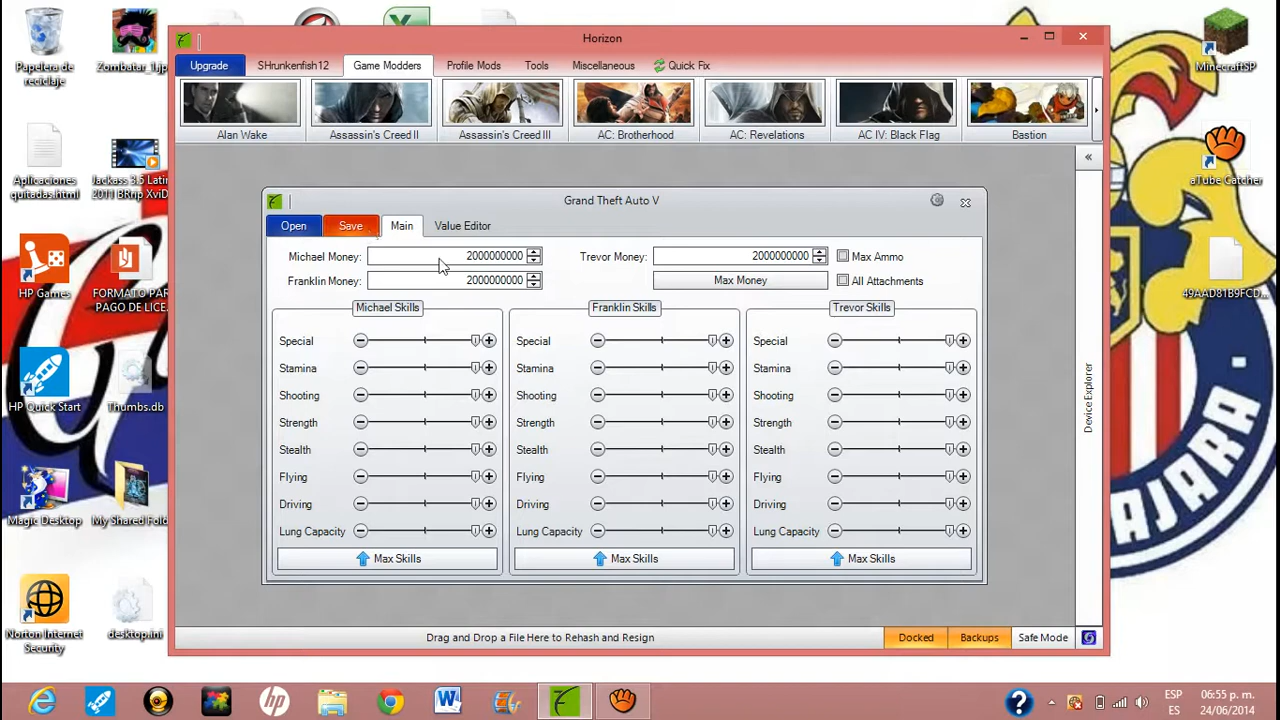 Horizon
Upgrade SHrunkenfish12 Game Modders Profile Mods Tools Miscellaneous Quick Fix
Alan Wake Assassin's Creed II Assassin's Creed III AC: Brotherhood AC: Revelations AC IV: Black Flag Bastion
Grand Theft Auto V
Open Save Main Value Editor
Michael Money: 2000000000 Trevor Money: 2000000000 Max Ammo
Franklin Money: 2000000000 Max Money All Attachments
Michael Skills Franklin Skills Trevor Skills
Special Special Special
Stamina Stamina Stamina
Shooting Shooting Shooting
Strength Strength Strength
Stealth Stealth Stealth
Flying Flying Flying
Driving Driving Driving
Lung Capacity Lung Capacity Lung Capacity
Max Skills Max Skills Max Skills
Device Explorer
Drag and Drop a File Here to Rehash and Resign Docked Backups Safe Mode
Papelera de
reciclaje
Zombatar_1.jp
Aplicaciones
quitadas.html
Jackass 3.5 Latin
2011 BRrip XviD
HP Games
FORMATO PAR
PAGO DE LICE.
HP Quick Start
Thumbs.db
Magic Desktop
My Shared Fold
Norton Internet
Security
desktop.ini
MinecraftSP
aTube Catcher
49AAD81B9FCD...
AJARA
ESP
ES
06:55 p. m.
24/06/2014